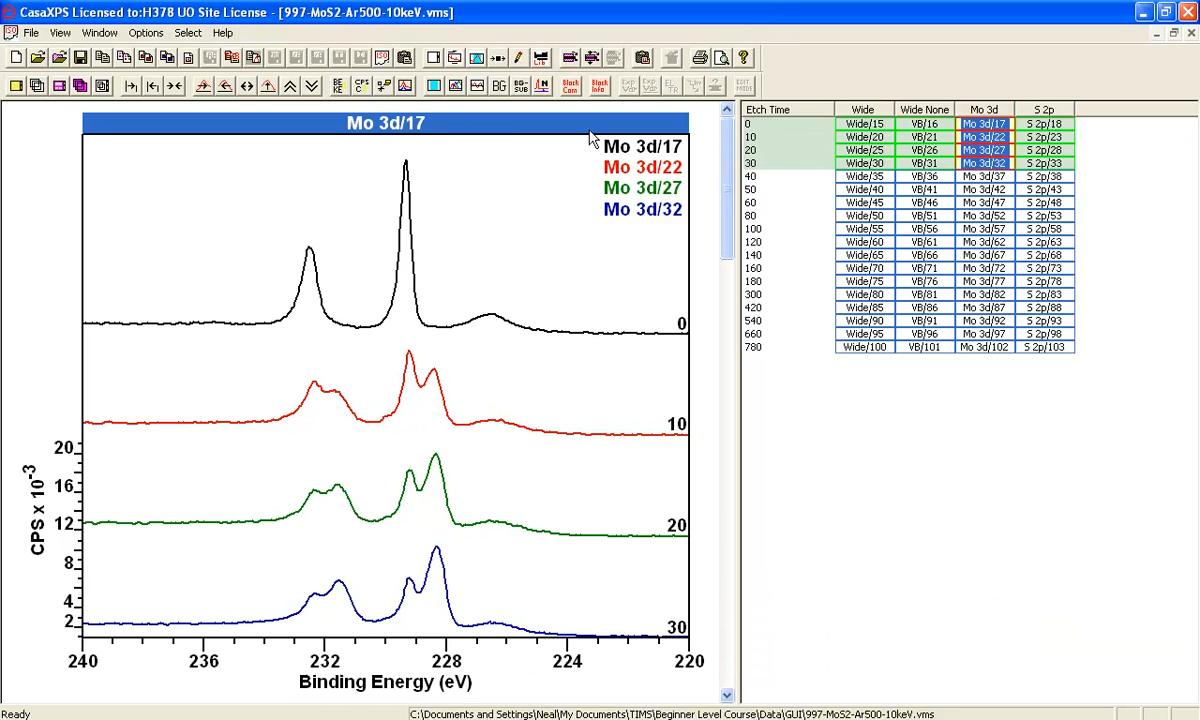 CasaXPS Licensed to:H378 UO Site License - [997-MoS2-Ar500-10keV.vms]
File View Window Options Select Help
Mo 3d/17
Mo 3d/17
Mo 3d/22
Mo 3d/27
Mo 3d/32
0
10
20
30
20
16
12
8
4
2
CPS x 10-3
240 236 232 228 224 220
Binding Energy (eV)
Etch Time Wide Wide None Mo 3d S 2p
0 Wide/15 VB/16 Mo 3d/17 S 2p/18
10 Wide/20 VB/21 Mo 3d/22 S 2p/23
20 Wide/25 VB/26 Mo 3d/27 S 2p/28
30 Wide/30 VB/31 Mo 3d/32 S 2p/33
40 Wide/35 VB/36 Mo 3d/37 S 2p/38
50 Wide/40 VB/41 Mo 3d/42 S 2p/43
60 Wide/45 VB/46 Mo 3d/47 S 2p/48
80 Wide/50 VB/51 Mo 3d/52 S 2p/53
100 Wide/55 VB/56 Mo 3d/57 S 2p/58
120 Wide/60 VB/61 Mo 3d/62 S 2p/63
140 Wide/65 VB/66 Mo 3d/67 S 2p/68
160 Wide/70 VB/71 Mo 3d/72 S 2p/73
180 Wide/75 VB/76 Mo 3d/77 S 2p/78
300 Wide/80 VB/81 Mo 3d/82 S 2p/83
420 Wide/85 VB/86 Mo 3d/87 S 2p/88
540 Wide/90 VB/91 Mo 3d/92 S 2p/93
660 Wide/95 VB/96 Mo 3d/97 S 2p/98
780 Wide/100 VB/101 Mo 3d/102 S 2p/103
Ready C:\Documents and Settings\Neal\My Documents\TIMS\Beginner Level Course\Data\GUI\997-MoS2-Ar500-10keV.vms